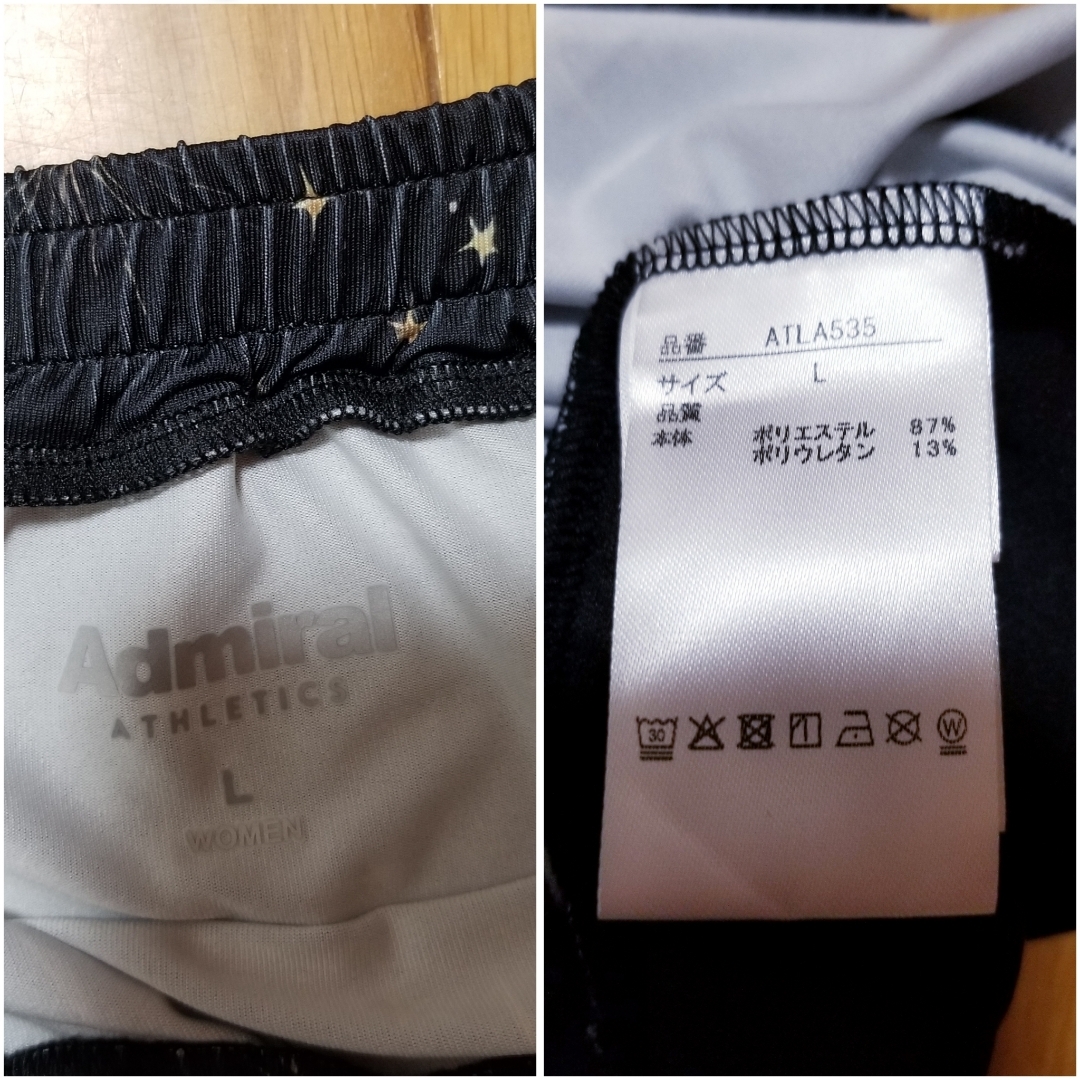 Admiral
ATHLETICS
L
WOMEN
品番 ATLA535
サイズ L
品質
本体 ポリエステル 87%
ポリウレタン 13%
30
W